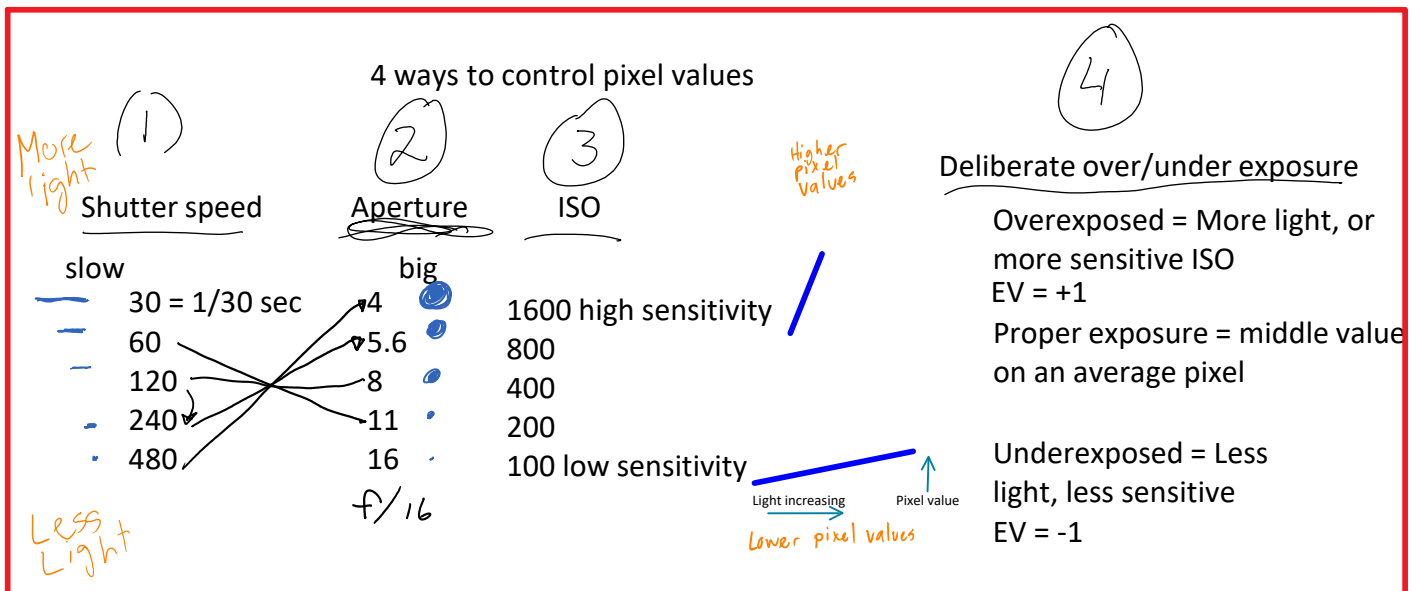 4 ways to control pixel values
1
2
3
4
More light
Shutter speed
Aperture
ISO
Higher pixel values
Deliberate over/under exposure
slow
big
30 = 1/30 sec
60
120
240
480
4
5.6
8
11
16
f/16
1600 high sensitivity
800
400
200
100 low sensitivity
Less Light
Light increasing
Pixel value
Lower pixel values
Overexposed = More light, or
more sensitive ISO
EV = +1
Proper exposure = middle value
on an average pixel
Underexposed = Less
light, less sensitive
EV = -1